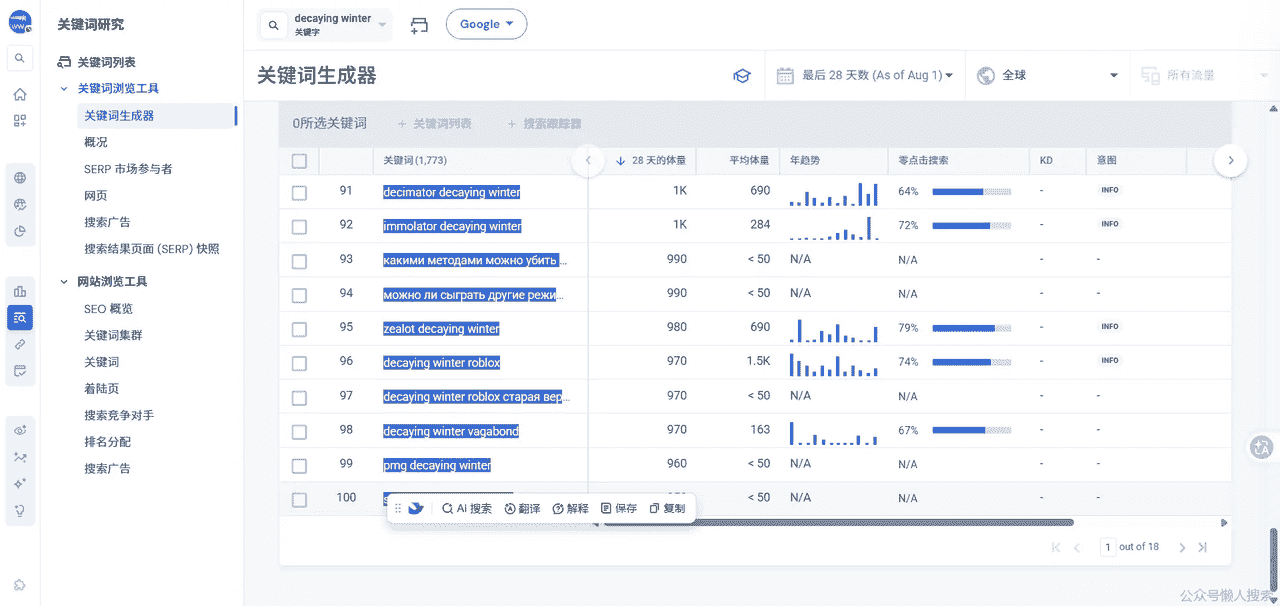 关键词研究
关键词列表
关键词浏览工具
关键词生成器
概况
SERP 市场参与者
网页
搜索广告
搜索结果页面 (SERP) 快照
网站浏览工具
SEO 概览
关键词集群
关键词
着陆页
搜索竞争对手
排名分配
搜索广告
decaying winter
关键字
Google
关键词生成器
最后 28 天数 (As of Aug 1)
全球
所有流量
0所选关键词 + 关键词列表 + 搜索跟踪器
关键词 (1,773) 28 天的体量 平均体量 年趋势 零点击搜索 KD 意图
91 decimator decaying winter 1K 690 64% - INFO
92 immolator decaying winter 1K 284 72% - INFO
93 какими методами можно убить ... 990 < 50 N/A N/A - -
94 можно ли сыграть другие режи... 990 < 50 N/A N/A - -
95 zealot decaying winter 980 690 79% - INFO
96 decaying winter roblox 970 1.5K 74% - INFO
97 decaying winter roblox старая вер... 970 < 50 N/A N/A - -
98 decaying winter vagabond 970 163 67% - -
99 pmg decaying winter 960 < 50 N/A N/A - -
100 < 50 N/A N/A - -
AI 搜索 翻译 解释 保存 复制
1 out of 18
公众号懒人搜索